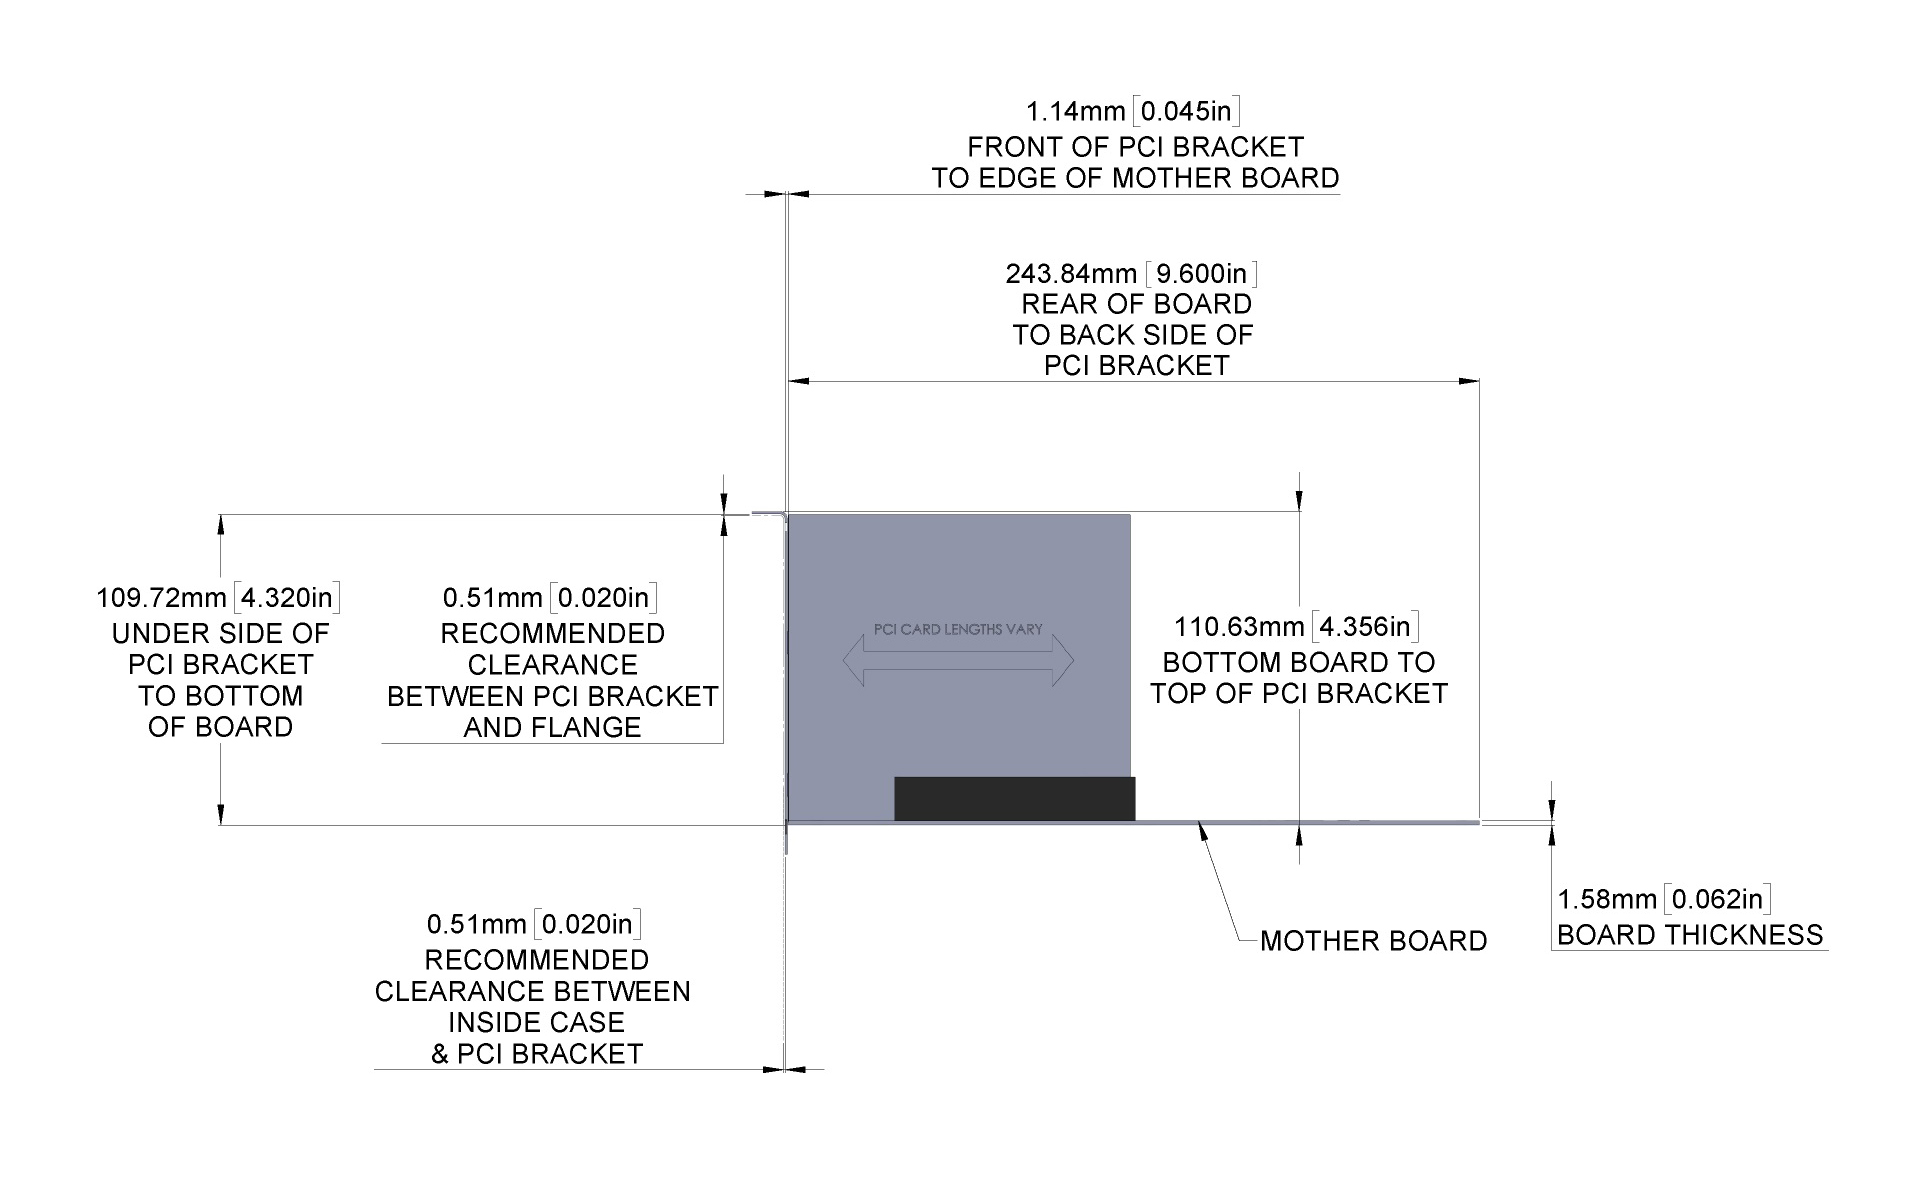 1.14mm [0.045in]
FRONT OF PCI BRACKET
TO EDGE OF MOTHER BOARD
243.84mm [9.600in]
REAR OF BOARD
TO BACK SIDE OF
PCI BRACKET
109.72mm [4.320in]
UNDER SIDE OF
PCI BRACKET
TO BOTTOM
OF BOARD
0.51mm [0.020in]
RECOMMENDED
CLEARANCE
BETWEEN PCI BRACKET
AND FLANGE
PCI CARD LENGTHS VARY
110.63mm [4.356in]
BOTTOM BOARD TO
TOP OF PCI BRACKET
0.51mm [0.020in]
RECOMMENDED
CLEARANCE BETWEEN
INSIDE CASE
& PCI BRACKET
MOTHER BOARD
1.58mm [0.062in]
BOARD THICKNESS